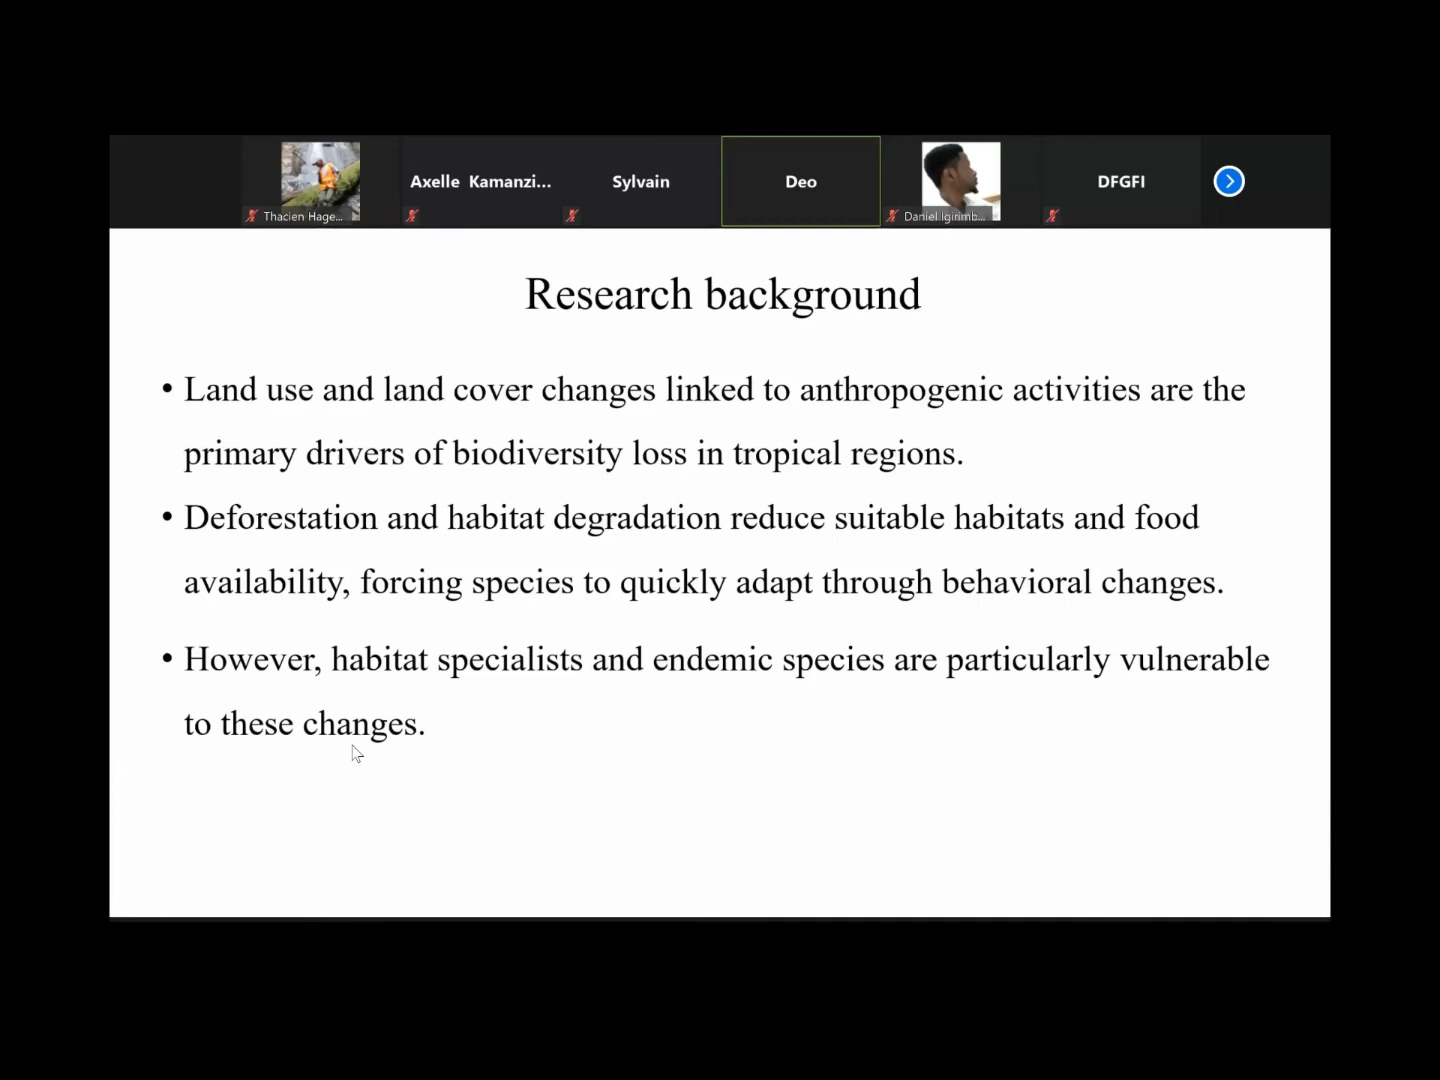 Axelle Kamanzi...
Sylvain
Deo
DFGFI
Thacien Hage...
Daniel Igirimb...
Research background
• Land use and land cover changes linked to anthropogenic activities are the
primary drivers of biodiversity loss in tropical regions.
• Deforestation and habitat degradation reduce suitable habitats and food
availability, forcing species to quickly adapt through behavioral changes.
• However, habitat specialists and endemic species are particularly vulnerable
to these changes.